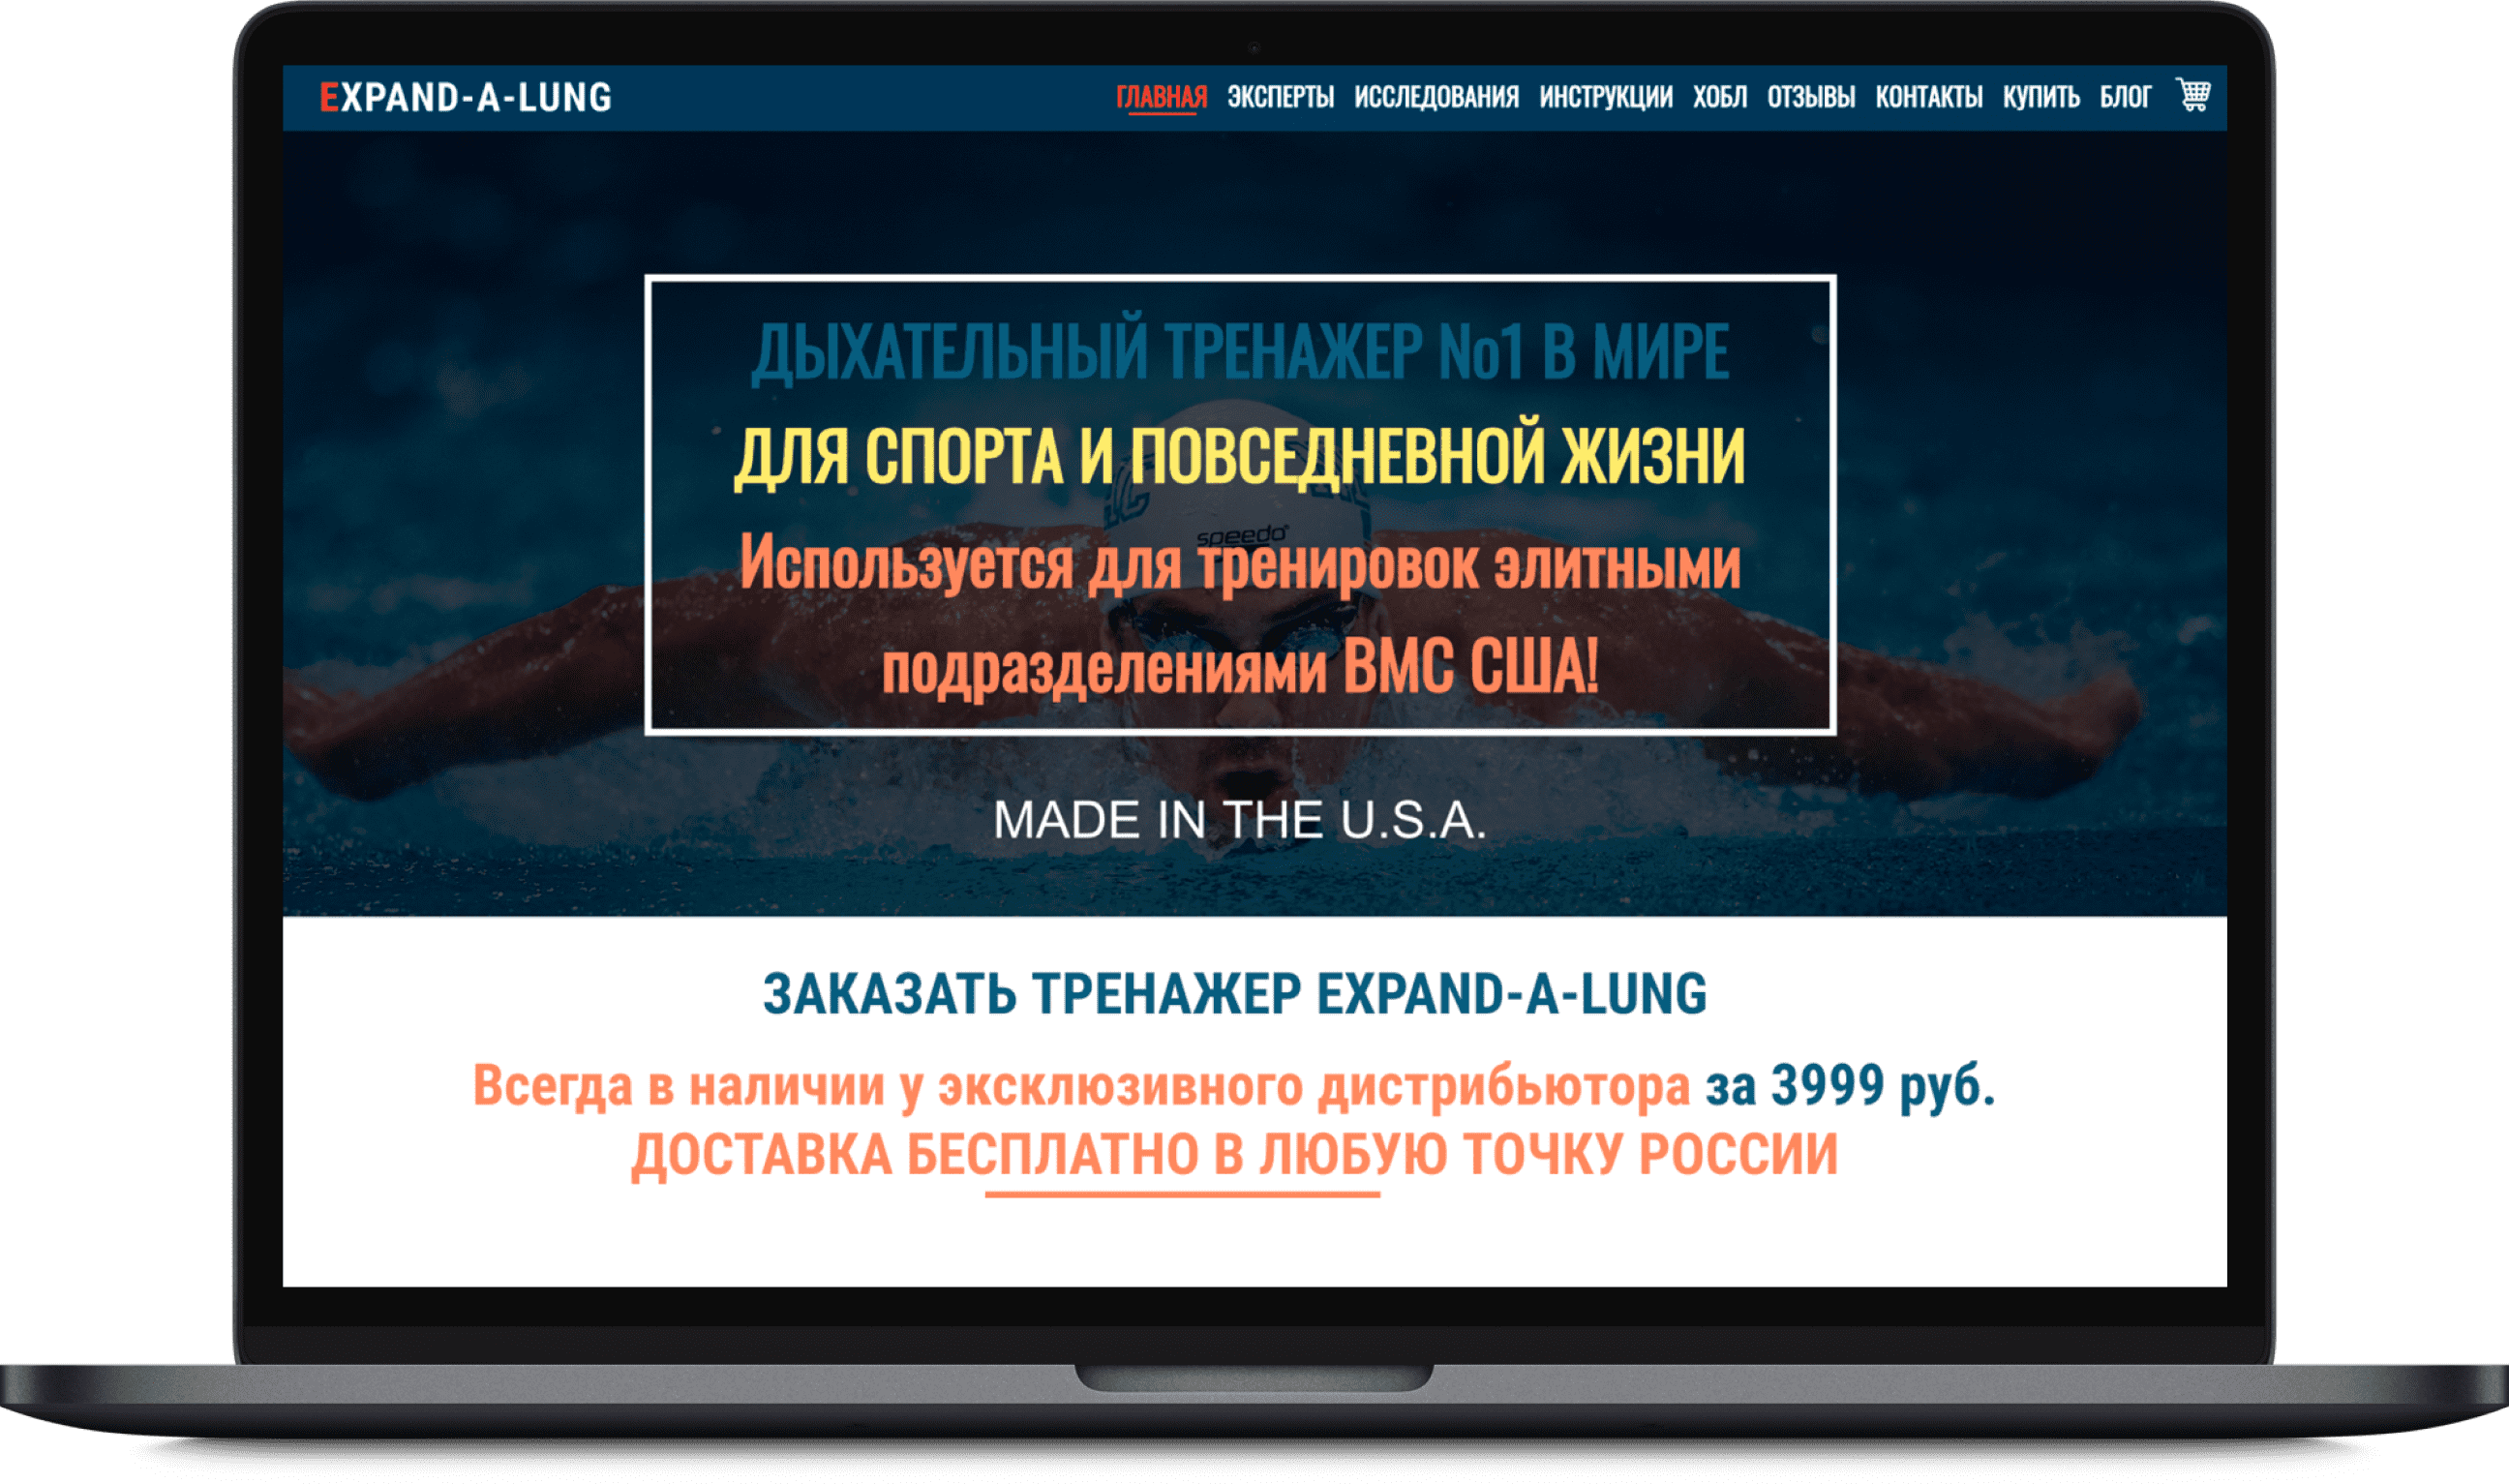 EXPAND-A-LUNG
ГЛАВНАЯ ЭКСПЕРТЫ ИССЛЕДОВАНИЯ ИНСТРУКЦИИ ХОБЛ ОТЗЫВЫ КОНТАКТЫ КУПИТЬ БЛОГ
ДЫХАТЕЛЬНЫЙ ТРЕНАЖЕР No1 В МИРЕ
ДЛЯ СПОРТА И ПОВСЕДНЕВНОЙ ЖИЗНИ
speedo
Используется для тренировок элитными
подразделениями ВМС США!
MADE IN THE U.S.A.
ЗАКАЗАТЬ ТРЕНАЖЕР EXPAND-A-LUNG
Всегда в наличии у эксклюзивного дистрибьютора за 3999 руб.
ДОСТАВКА БЕСПЛАТНО В ЛЮБУЮ ТОЧКУ РОССИИ